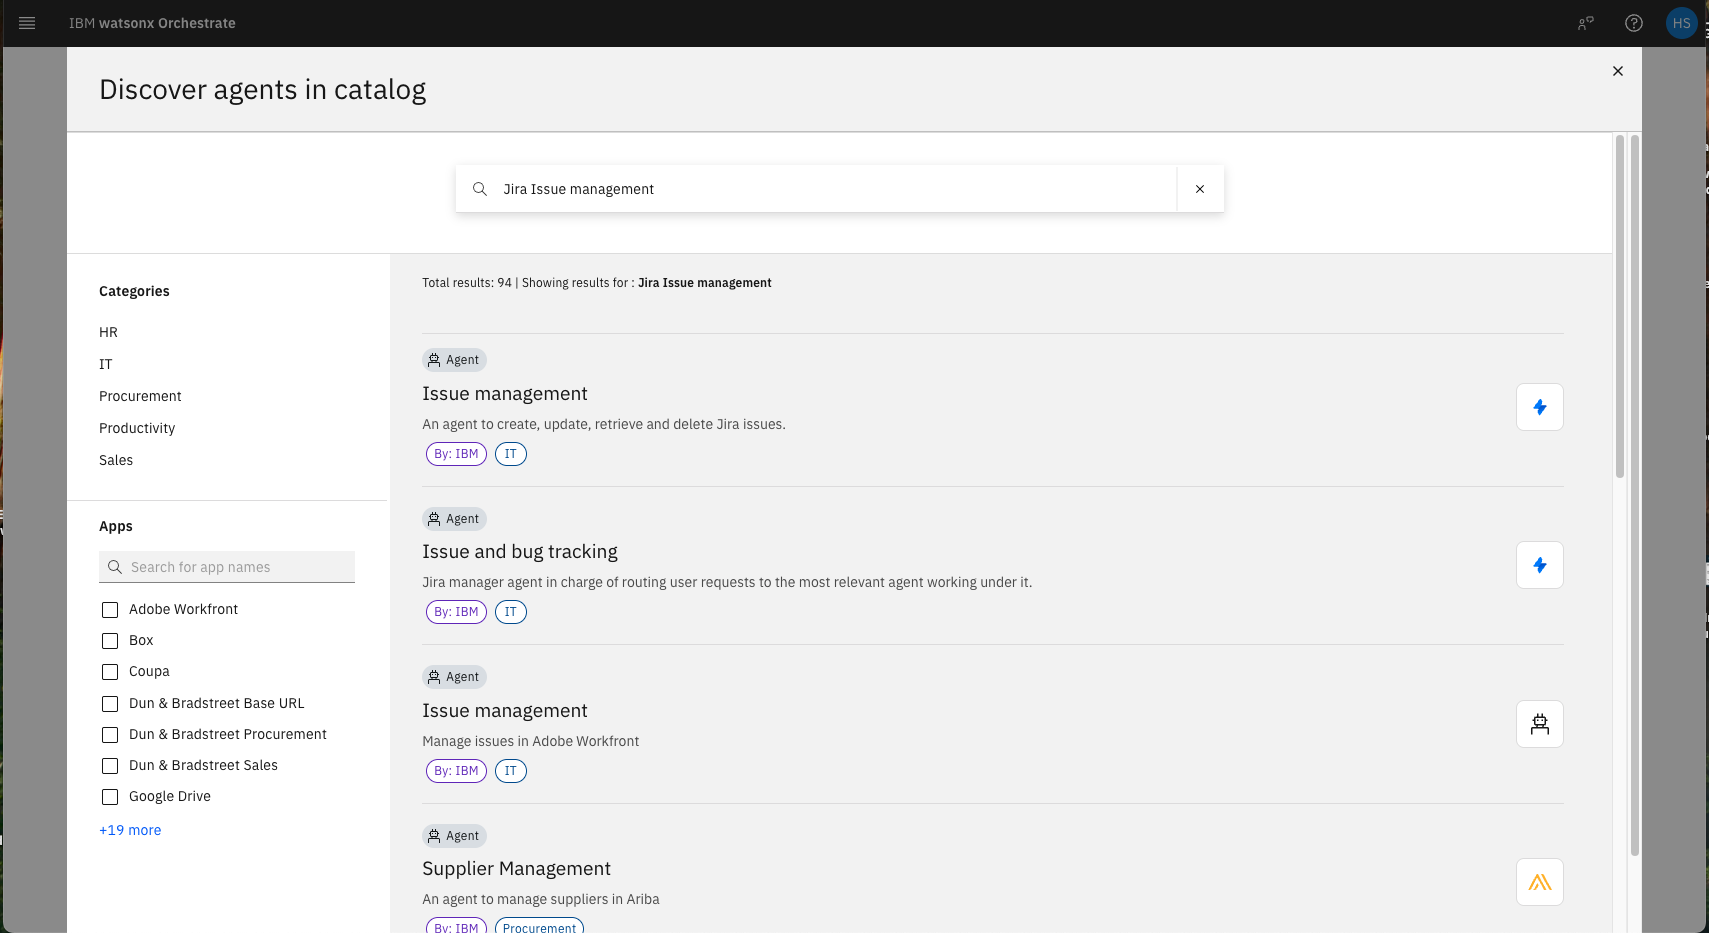 IBM watsonx Orchestrate
HS
Discover agents in catalog
Jira Issue management
Categories
HR
IT
Procurement
Productivity
Sales
Apps
Search for app names
Adobe Workfront
Box
Coupa
Dun & Bradstreet Base URL
Dun & Bradstreet Procurement
Dun & Bradstreet Sales
Google Drive
+19 more
Total results: 94 | Showing results for : Jira Issue management
Agent
Issue management
An agent to create, update, retrieve and delete Jira issues.
By: IBM IT
Agent
Issue and bug tracking
Jira manager agent in charge of routing user requests to the most relevant agent working under it.
By: IBM IT
Agent
Issue management
Manage issues in Adobe Workfront
By: IBM IT
Agent
Supplier Management
An agent to manage suppliers in Ariba
By: IBM Procurement